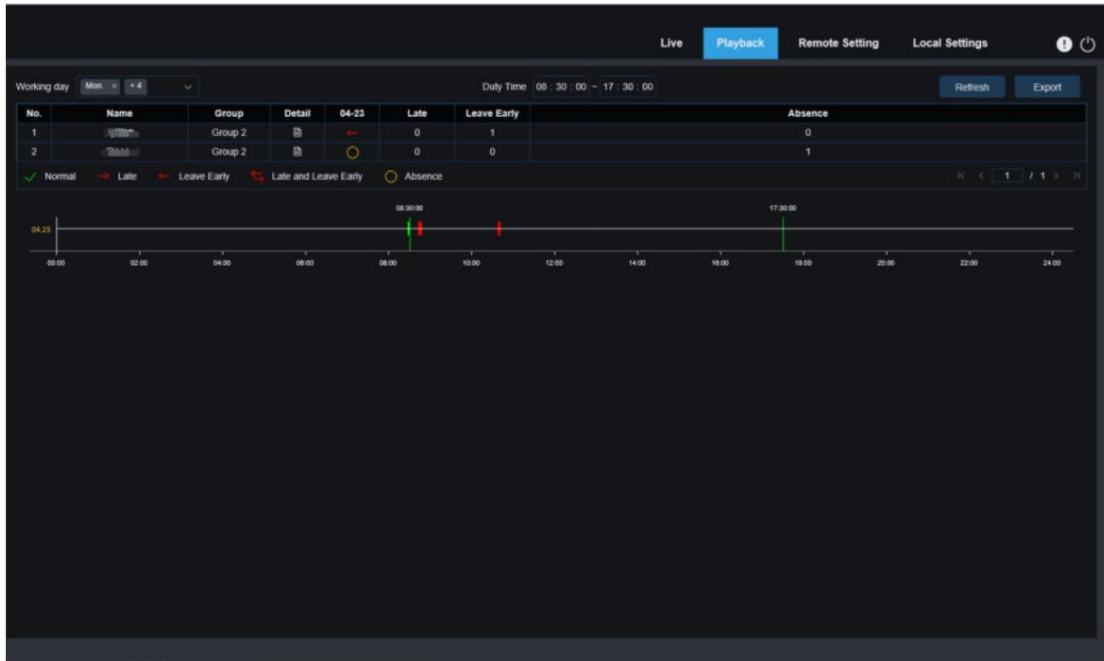 Live Playback Remote Setting Local Settings
Working day Mon. × + 4 Duty Time 08 : 30 : 00 ~ 17 : 30 : 00 Refresh Export
No. Name Group Detail 04-23 Late Leave Early Absence
1 Group 2 0 1 0
2 Group 2 0 0 1
Normal Late Leave Early Late and Leave Early Absence 1 / 1
08:30:00 17:30:00
04.23
00:00 02:00 04:00 06:00 08:00 10:00 12:00 14:00 16:00 18:00 20:00 22:00 24:00